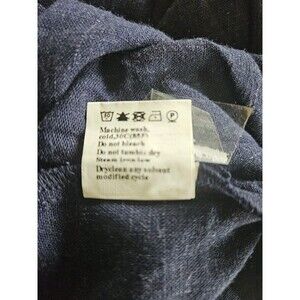 30 P
Machine wash,
cold,30C(85F)
Do not bleach
Do not tumble dry
Steam iron low
Dryclean any solvent
modified cycle